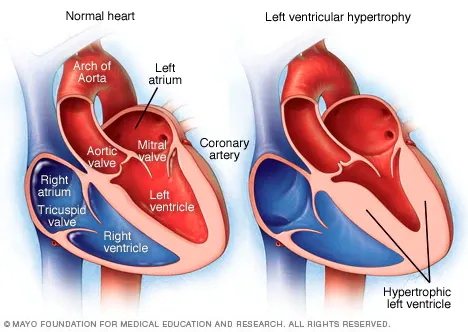 Normal heart
Left ventricular hypertrophy
Arch of
Aorta
Left
atrium
Aortic
valve
Mitral
valve
Coronary
artery
Right
atrium
Tricuspid
valve
Left
ventricle
Right
ventricle
Hypertrophic
left ventricle
© MAYO FOUNDATION FOR MEDICAL EDUCATION AND RESEARCH. ALL RIGHTS RESERVED.